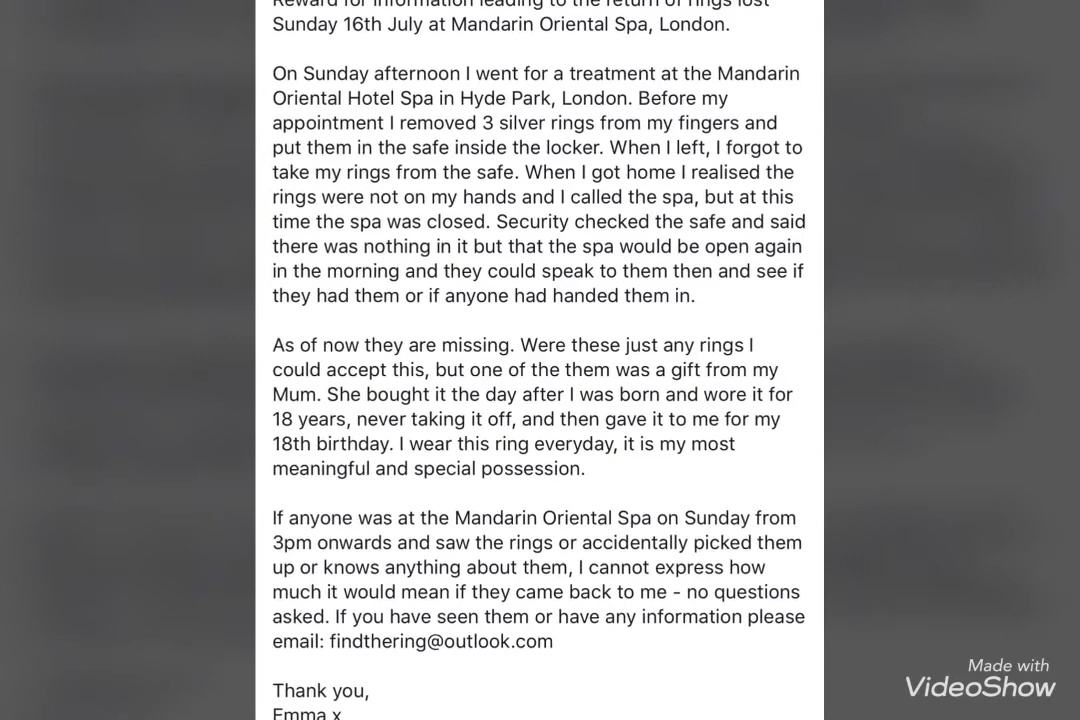 Reward for information leading to the return of rings lost
Sunday 16th July at Mandarin Oriental Spa, London.
On Sunday afternoon I went for a treatment at the Mandarin
Oriental Hotel Spa in Hyde Park, London. Before my
appointment I removed 3 silver rings from my fingers and
put them in the safe inside the locker. When I left, I forgot to
take my rings from the safe. When I got home I realised the
rings were not on my hands and I called the spa, but at this
time the spa was closed. Security checked the safe and said
there was nothing in it but that the spa would be open again
in the morning and they could speak to them then and see if
they had them or if anyone had handed them in.
As of now they are missing. Were these just any rings I
could accept this, but one of the them was a gift from my
Mum. She bought it the day after I was born and wore it for
18 years, never taking it off, and then gave it to me for my
18th birthday. I wear this ring everyday, it is my most
meaningful and special possession.
If anyone was at the Mandarin Oriental Spa on Sunday from
3pm onwards and saw the rings or accidentally picked them
up or knows anything about them, I cannot express how
much it would mean if they came back to me - no questions
asked. If you have seen them or have any information please
email: findthering@outlook.com
Thank you,
Emma x
Made with
VideoShow